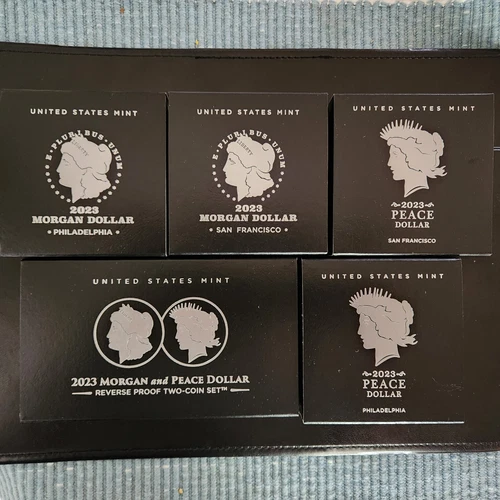 UNITED STATES MINT
E·PLURIBUS·UNUM
LIBERTY
2023
MORGAN DOLLAR
• PHILADELPHIA •
UNITED STATES MINT
E·PLURIBUS·UNUM
LIBERTY
2023
MORGAN DOLLAR
• SAN FRANCISCO •
UNITED STATES MINT
2023
PEACE
DOLLAR
SAN FRANCISCO
UNITED STATES MINT
2023 MORGAN and PEACE DOLLAR
REVERSE PROOF TWO-COIN SET™
UNITED STATES MINT
2023
PEACE
DOLLAR
PHILADELPHIA